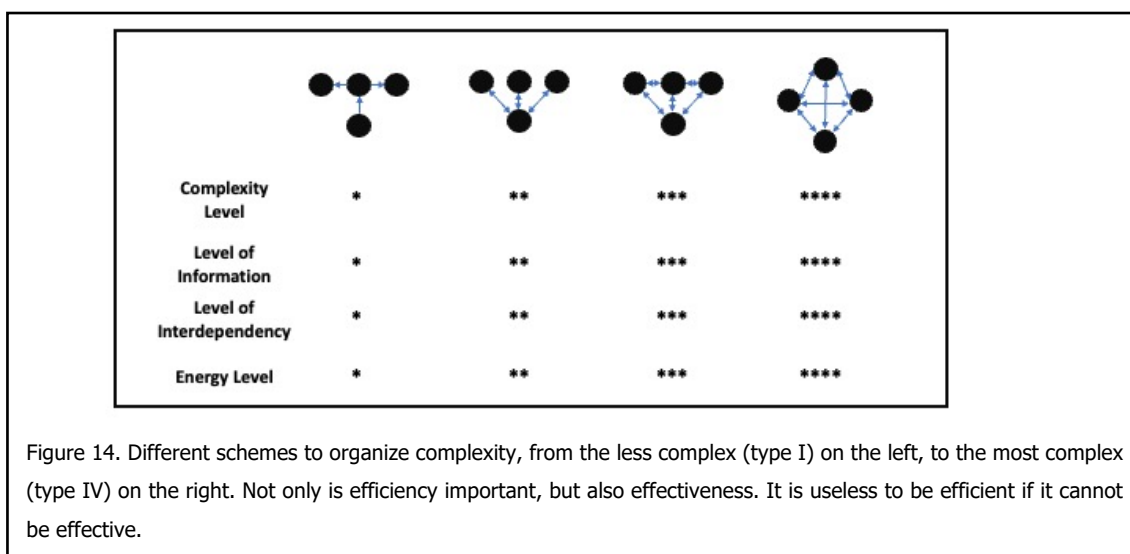 Complexity
Level
* ** *** ****
Level of
Information
* ** *** ****
Level of
Interdependency
* ** *** ****
Energy Level * ** *** ****
Figure 14. Different schemes to organize complexity, from the less complex (type I) on the left, to the most complex
(type IV) on the right. Not only is efficiency important, but also effectiveness. It is useless to be efficient if it cannot
be effective.